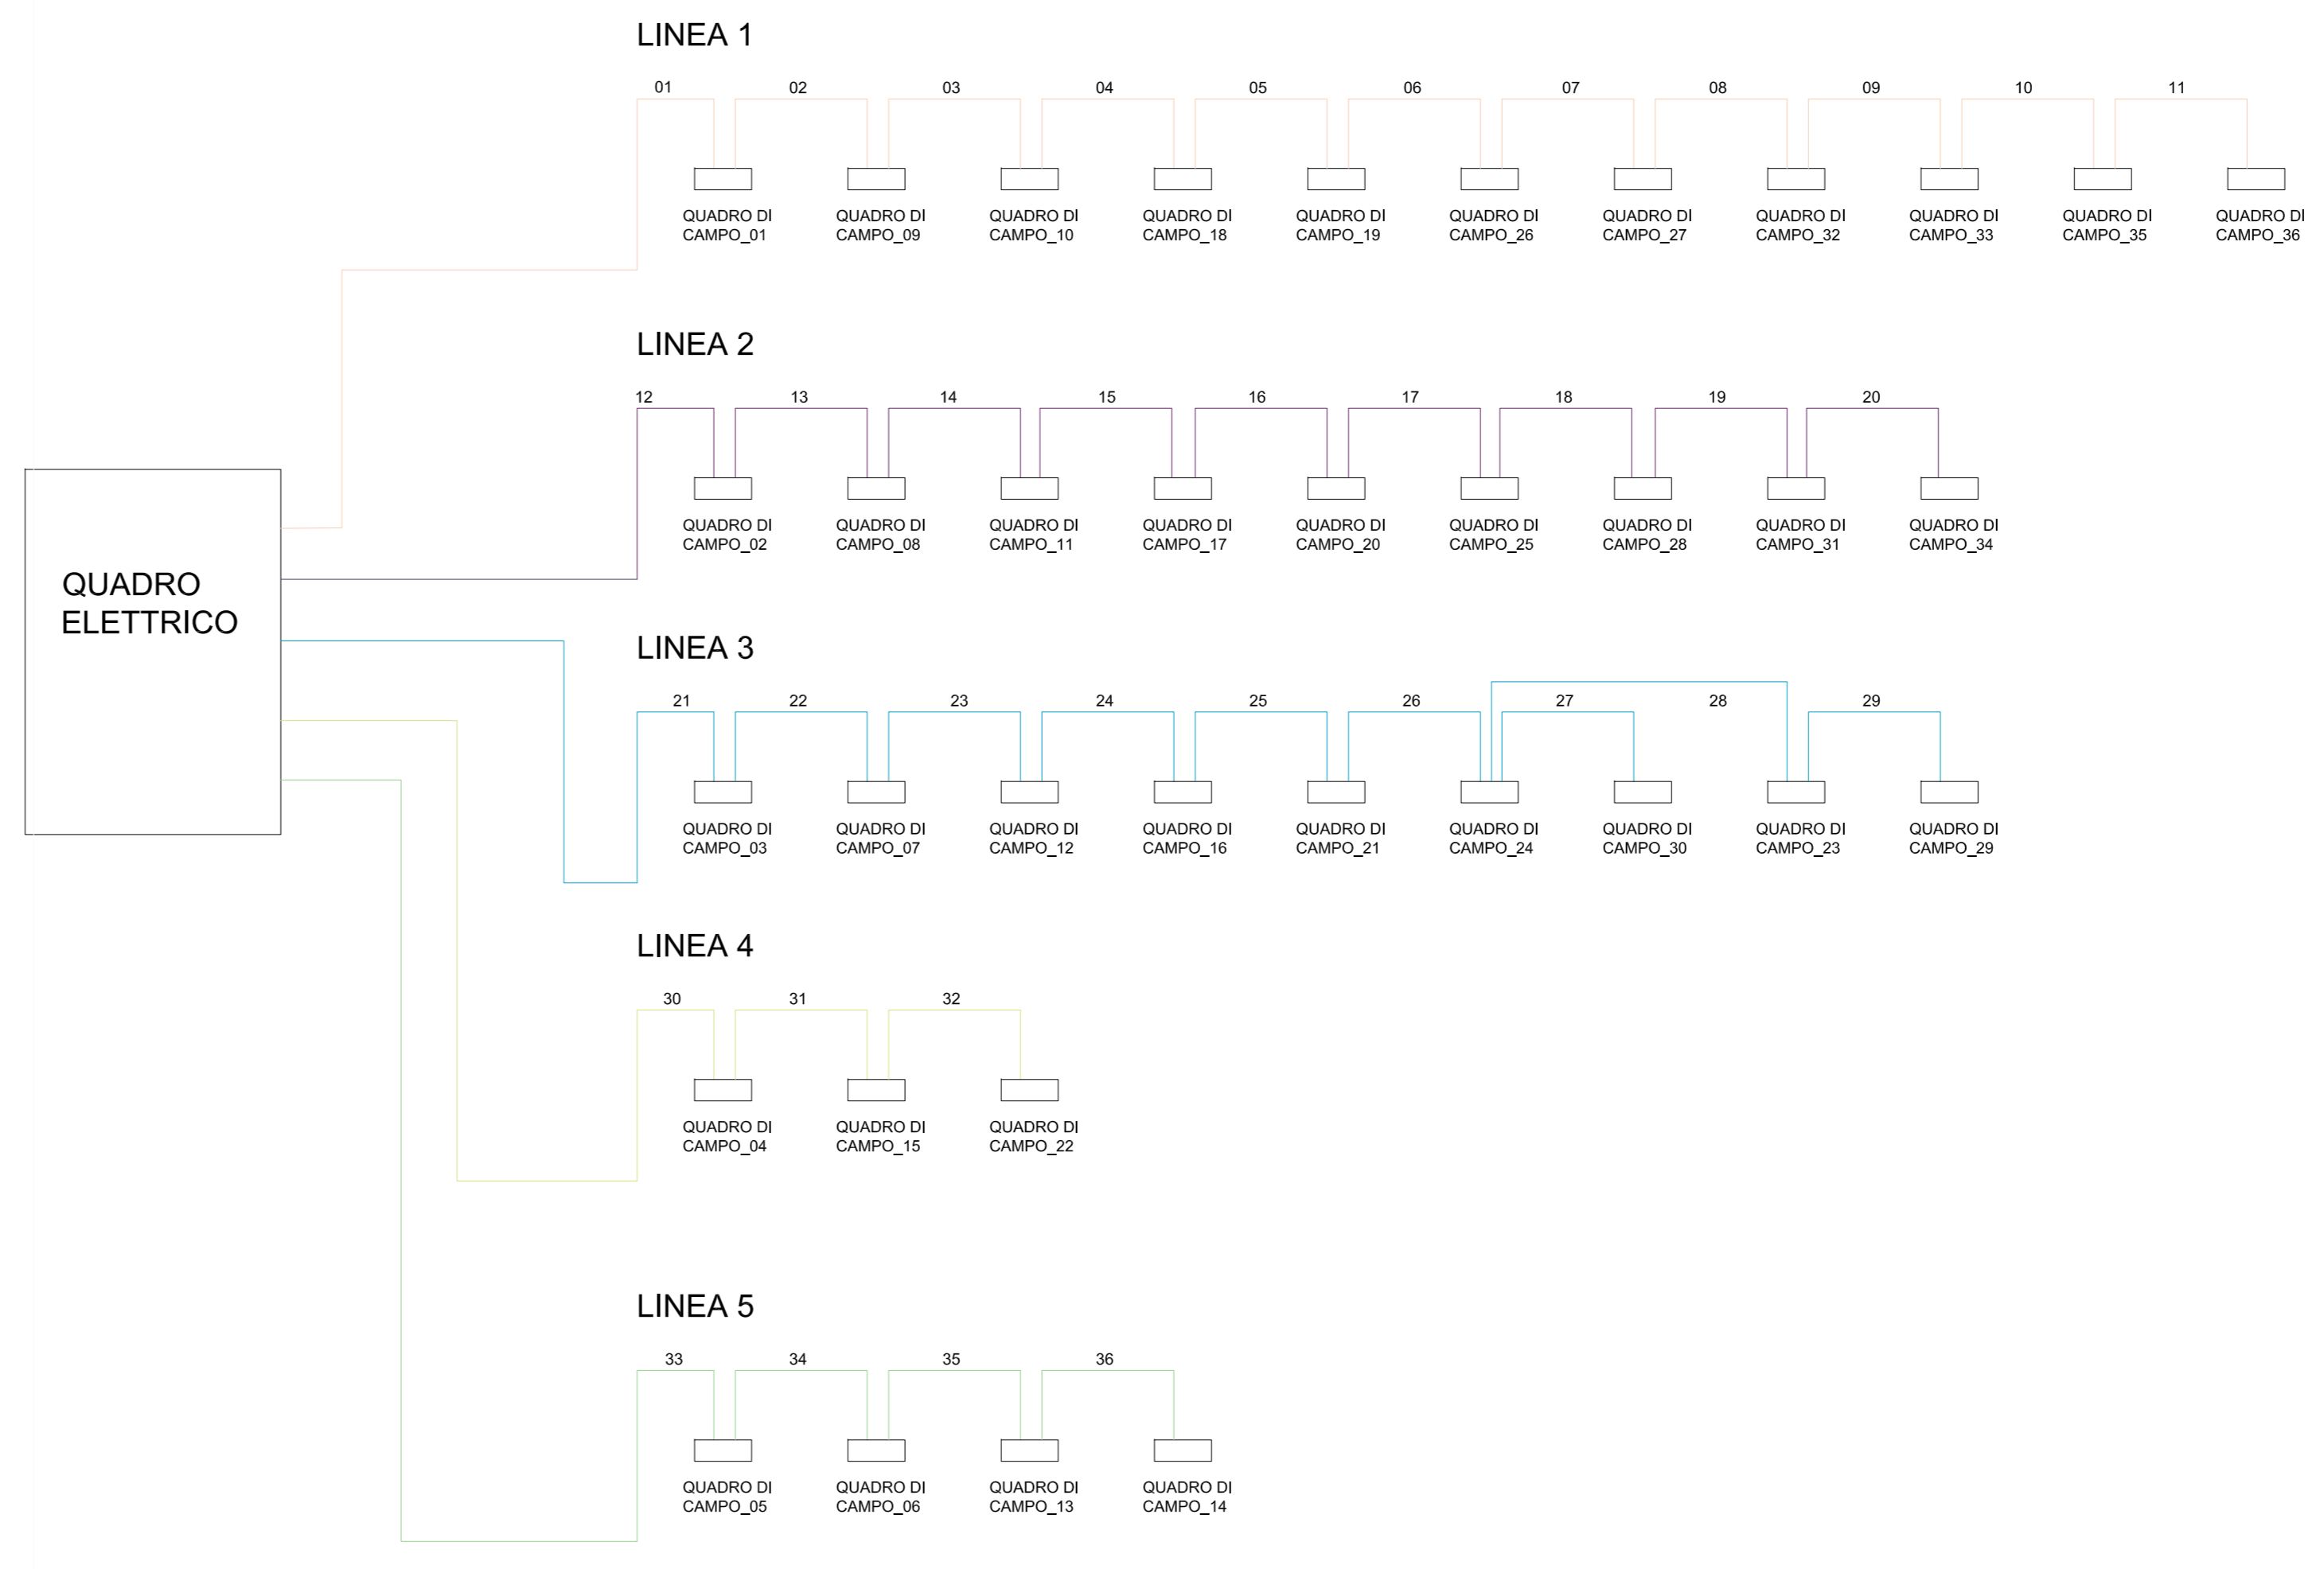 LINEA 1
01 02 03 04 05 06 07 08 09 10 11
QUADRO DI QUADRO DI QUADRO DI QUADRO DI QUADRO DI QUADRO DI QUADRO DI QUADRO DI QUADRO DI QUADRO DI QUADRO DI
CAMPO_01 CAMPO_09 CAMPO_10 CAMPO_18 CAMPO_19 CAMPO_26 CAMPO_27 CAMPO_32 CAMPO_33 CAMPO_35 CAMPO_36
LINEA 2
12 13 14 15 16 17 18 19 20
QUADRO DI QUADRO DI QUADRO DI QUADRO DI QUADRO DI QUADRO DI QUADRO DI QUADRO DI QUADRO DI
CAMPO_02 CAMPO_08 CAMPO_11 CAMPO_17 CAMPO_20 CAMPO_25 CAMPO_28 CAMPO_31 CAMPO_34
QUADRO
ELETTRICO
LINEA 3
21 22 23 24 25 26 27 28 29
QUADRO DI QUADRO DI QUADRO DI QUADRO DI QUADRO DI QUADRO DI QUADRO DI QUADRO DI QUADRO DI
CAMPO_03 CAMPO_07 CAMPO_12 CAMPO_16 CAMPO_21 CAMPO_24 CAMPO_30 CAMPO_23 CAMPO_29
LINEA 4
30 31 32
QUADRO DI QUADRO DI QUADRO DI
CAMPO_04 CAMPO_15 CAMPO_22
LINEA 5
33 34 35 36
QUADRO DI QUADRO DI QUADRO DI QUADRO DI
CAMPO_05 CAMPO_06 CAMPO_13 CAMPO_14